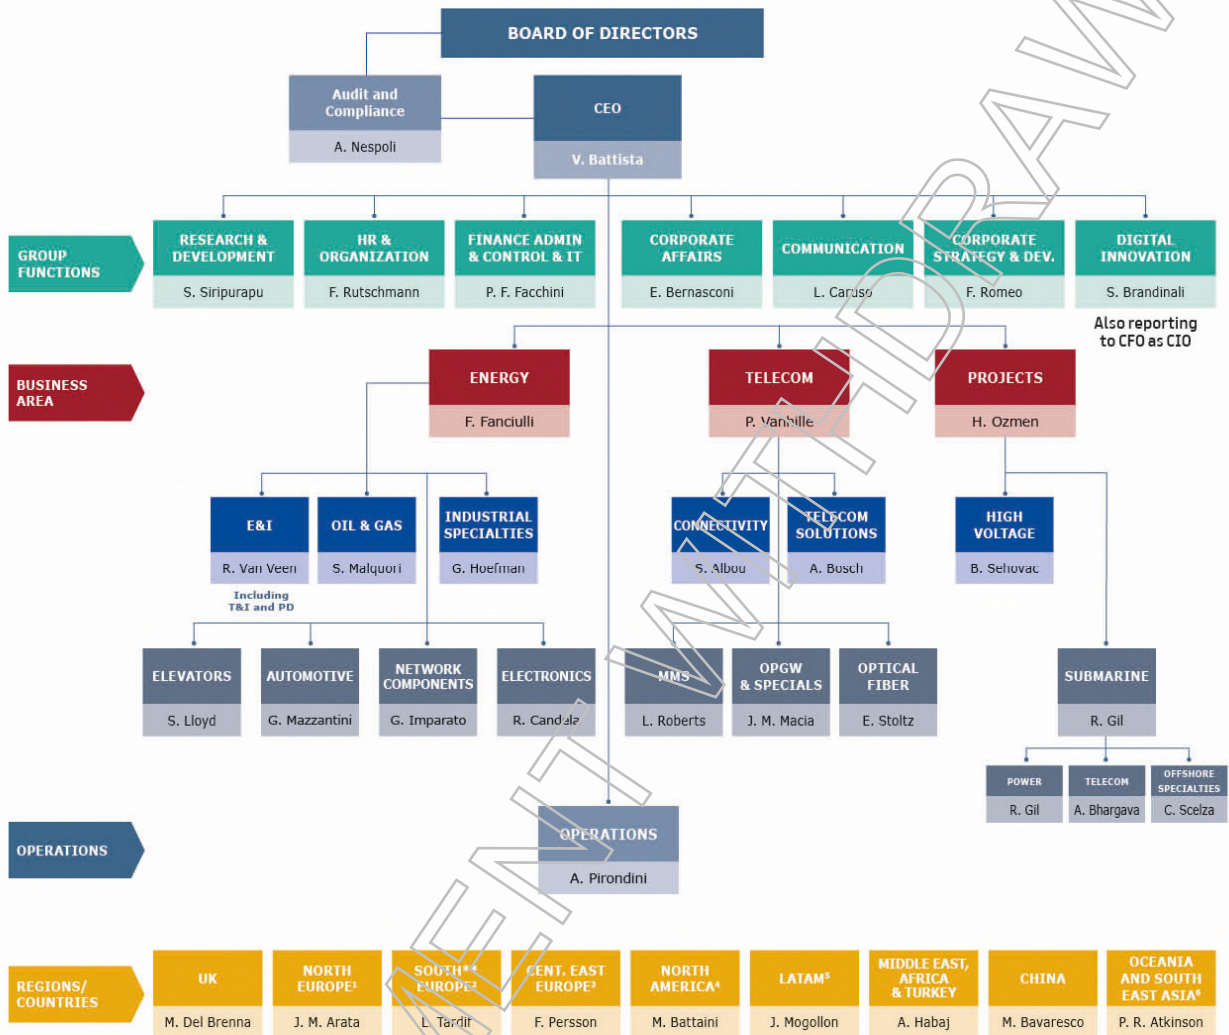 BOARD OF DIRECTORS
Audit and
Compliance
A. Nespoli
CEO
V. Battista
GROUP
FUNCTIONS
RESEARCH &
DEVELOPMENT
S. Siripurapu
HR &
ORGANIZATION
F. Rutschmann
FINANCE ADMIN
& CONTROL & IT
P. F. Facchini
CORPORATE
AFFAIRS
E. Bernasconi
COMMUNICATION
L. Caruso
CORPORATE
STRATEGY & DEV.
F. Romeo
DIGITAL
INNOVATION
S. Brandinali
Also reporting
to CFO as CIO
BUSINESS
AREA
ENERGY
F. Fanciulli
TELECOM
P. Vanhille
PROJECTS
H. Ozmen
E&I
R. Van Veen
Including
T&I and PD
OIL & GAS
S. Malquori
INDUSTRIAL
SPECIALTIES
G. Hoefman
CONNECTIVITY
S. Albou
TELECOM
SOLUTIONS
A. Bosch
HIGH
VOLTAGE
B. Sehovac
ELEVATORS
S. Lloyd
AUTOMOTIVE
G. Mazzantini
NETWORK
COMPONENTS
G. Imparato
ELECTRONICS
R. Candela
MMS
L. Roberts
OPGW
& SPECIALS
J. M. Macia
OPTICAL
FIBER
E. Stoltz
SUBMARINE
R. Gil
POWER
R. Gil
TELECOM
A. Bhargava
OFFSHORE
SPECIALTIES
C. Scelza
OPERATIONS
OPERATIONS
A. Pirondini
REGIONS/
COUNTRIES
UK
M. Del Brenna
NORTH
EUROPE¹
J. M. Arata
SOUTH**
EUROPE²
L. Tardif
CENT. EAST
EUROPE³
F. Persson
NORTH
AMERICA⁴
M. Battaini
LATAM⁵
J. Mogollon
MIDDLE EAST,
AFRICA
& TURKEY
A. Habaj
CHINA
M. Bavaresco
OCEANIA
AND SOUTH
EAST ASIA⁶
P. R. Atkinson
MENT WITHDRAW